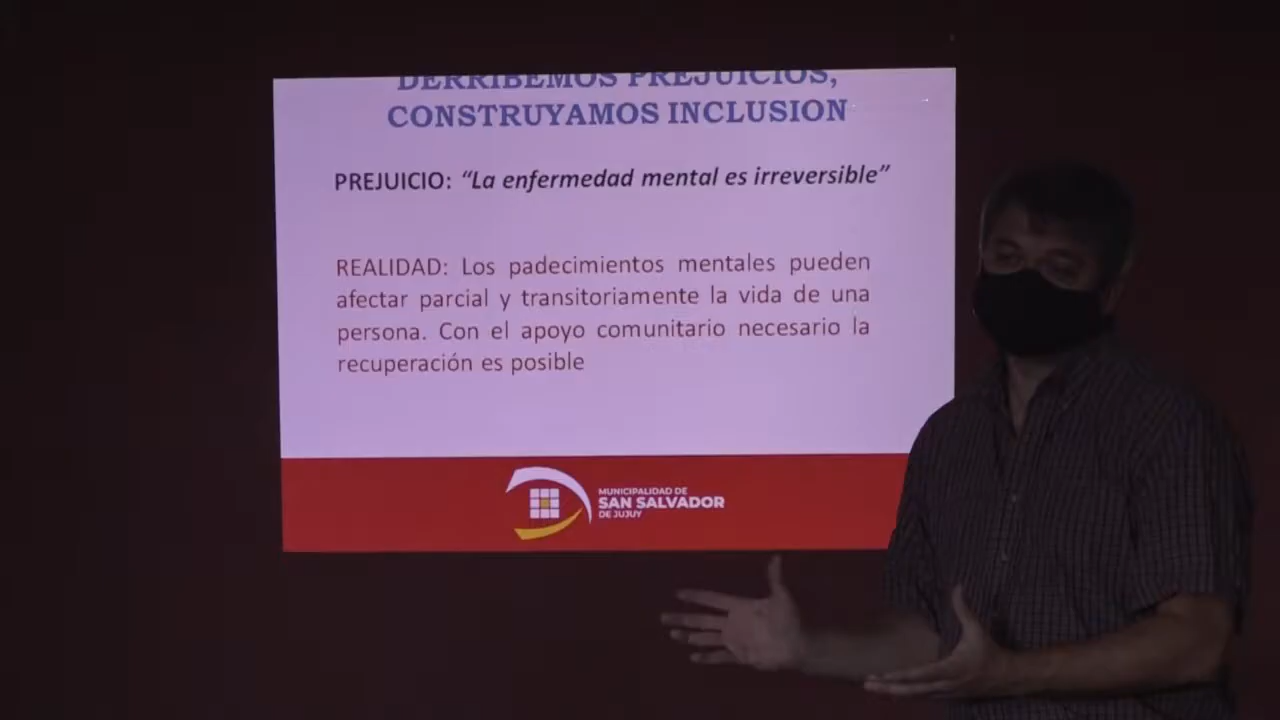 DERRIBEMOS PREJUICIOS,
CONSTRUYAMOS INCLUSION
PREJUICIO: “La enfermedad mental es irreversible”
REALIDAD: Los padecimientos mentales pueden
afectar parcial y transitoriamente la vida de una
persona. Con el apoyo comunitario necesario la
recuperación es posible
MUNICIPALIDAD DE
SAN SALVADOR
DE JUJUY